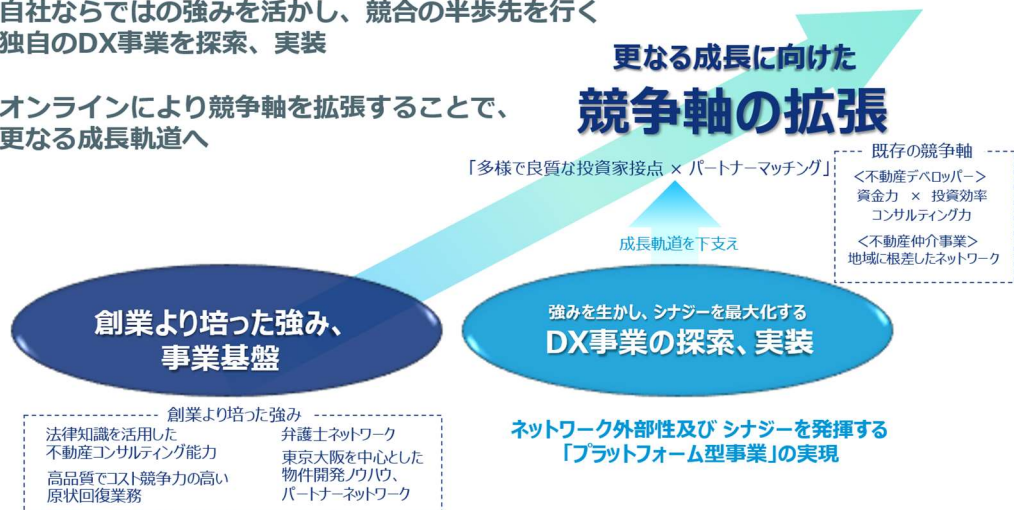 自社ならではの強みを活かし、競合の半歩先を行く
独自のDX事業を探索、実装
オンラインにより競争軸を拡張することで、
更なる成長軌道へ
更なる成長に向けた
競争軸の拡張
「多様で良質な投資家接点 × パートナーマッチング」
既存の競争軸
＜不動産デベロッパー＞
資金力 × 投資効率
コンサルティング力
＜不動産仲介事業＞
地域に根差したネットワーク
成長軌道を下支え
創業より培った強み、
事業基盤
強みを生かし、シナジーを最大化する
DX事業の探索、実装
創業より培った強み
法律知識を活用した
不動産コンサルティング能力
高品質でコスト競争力の高い
原状回復業務
弁護士ネットワーク
東京大阪を中心とした
物件開発ノウハウ、
パートナーネットワーク
ネットワーク外部性及び シナジーを発揮する
「プラットフォーム型事業」の実現